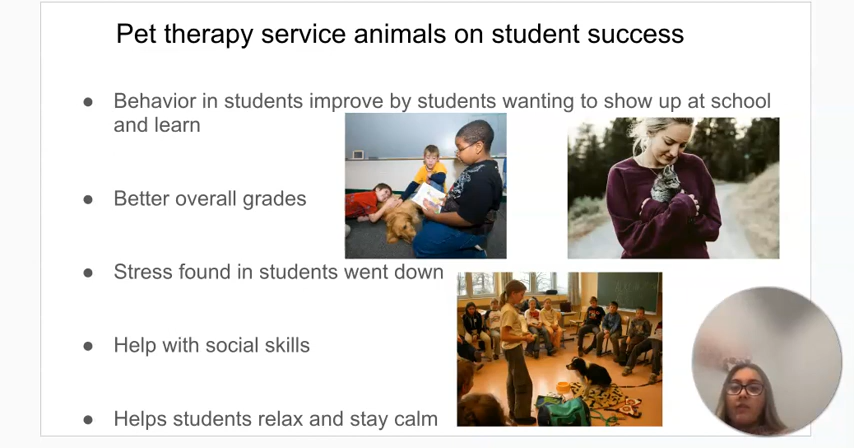 Pet therapy service animals on student success
● Behavior in students improve by students wanting to show up at school
and learn
● Better overall grades
● Stress found in students went down
● Help with social skills
● Helps students relax and stay calm